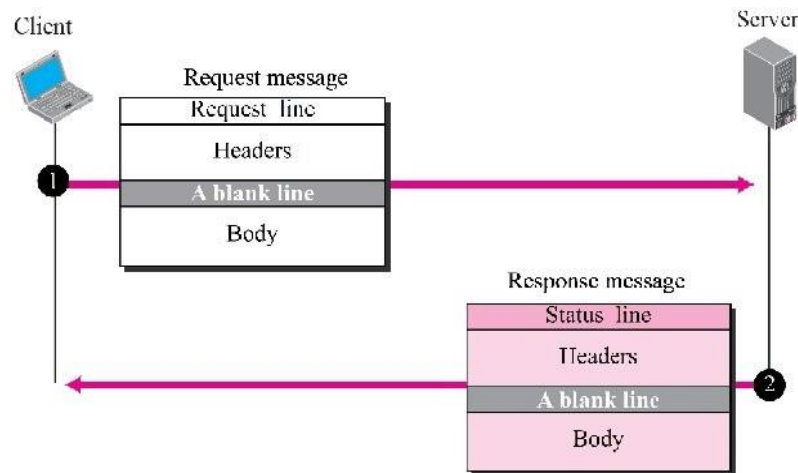 Client
Server
Request message
Request line
Headers
1
A blank line
Body
Response message
Status line
Headers
2
A blank line
Body